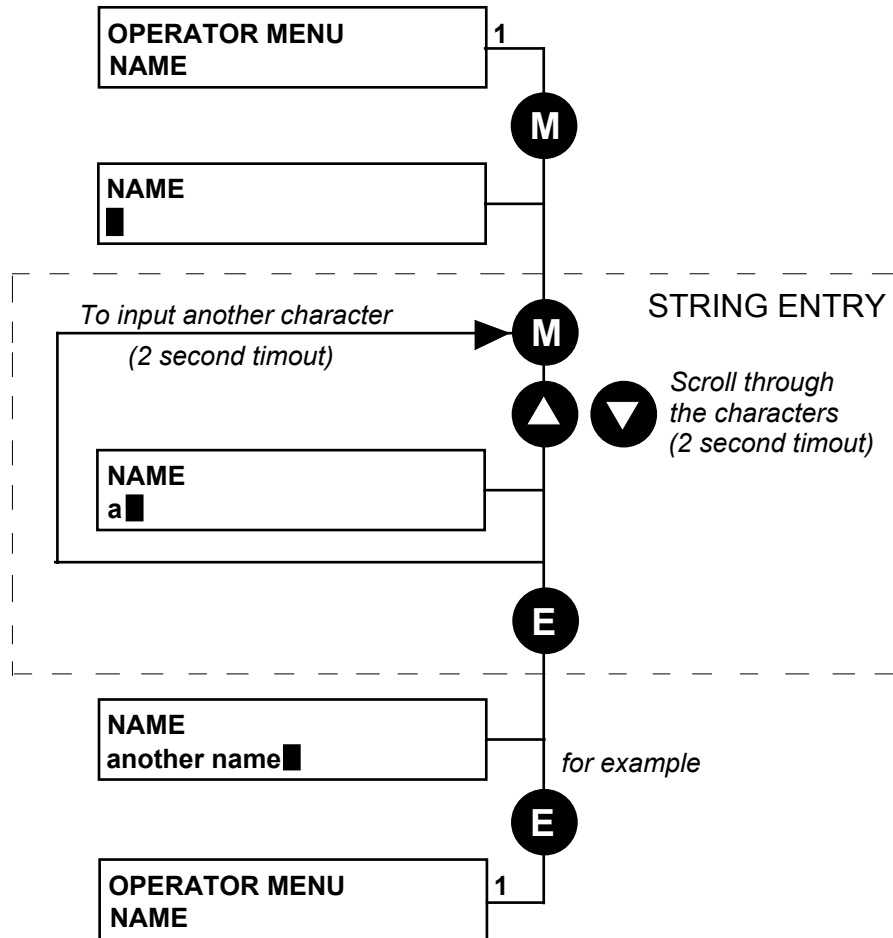 OPERATOR MENU
NAME
1
M
NAME
To input another character
(2 second timout)
M
STRING ENTRY
Scroll through
the characters
(2 second timout)
NAME
a
E
NAME
another name
for example
E
OPERATOR MENU
NAME
1